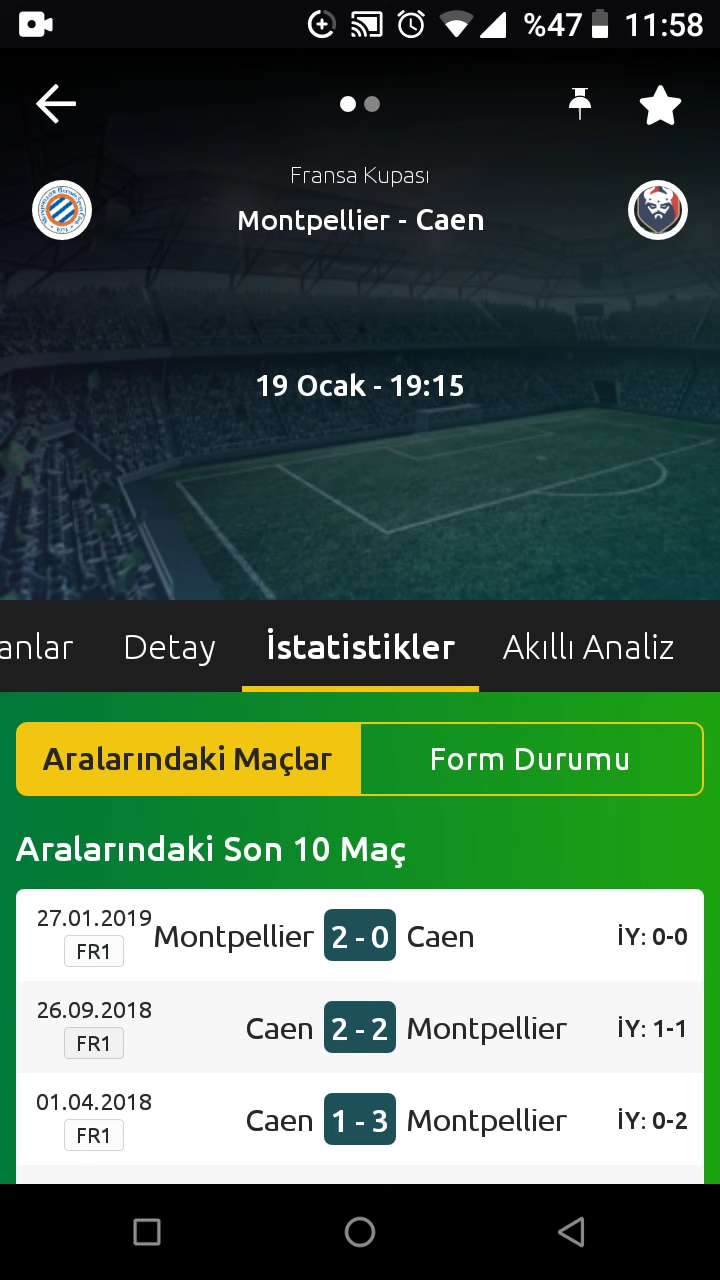 %47 11:58
Fransa Kupası
Montpellier - Caen
19 Ocak - 19:15
anlar Detay İstatistikler Akıllı Analiz
Aralarındaki Maçlar Form Durumu
Aralarındaki Son 10 Maç
27.01.2019
FR1
Montpellier 2 - 0 Caen İY: 0-0
26.09.2018
FR1
Caen 2 - 2 Montpellier İY: 1-1
01.04.2018
FR1
Caen 1 - 3 Montpellier İY: 0-2